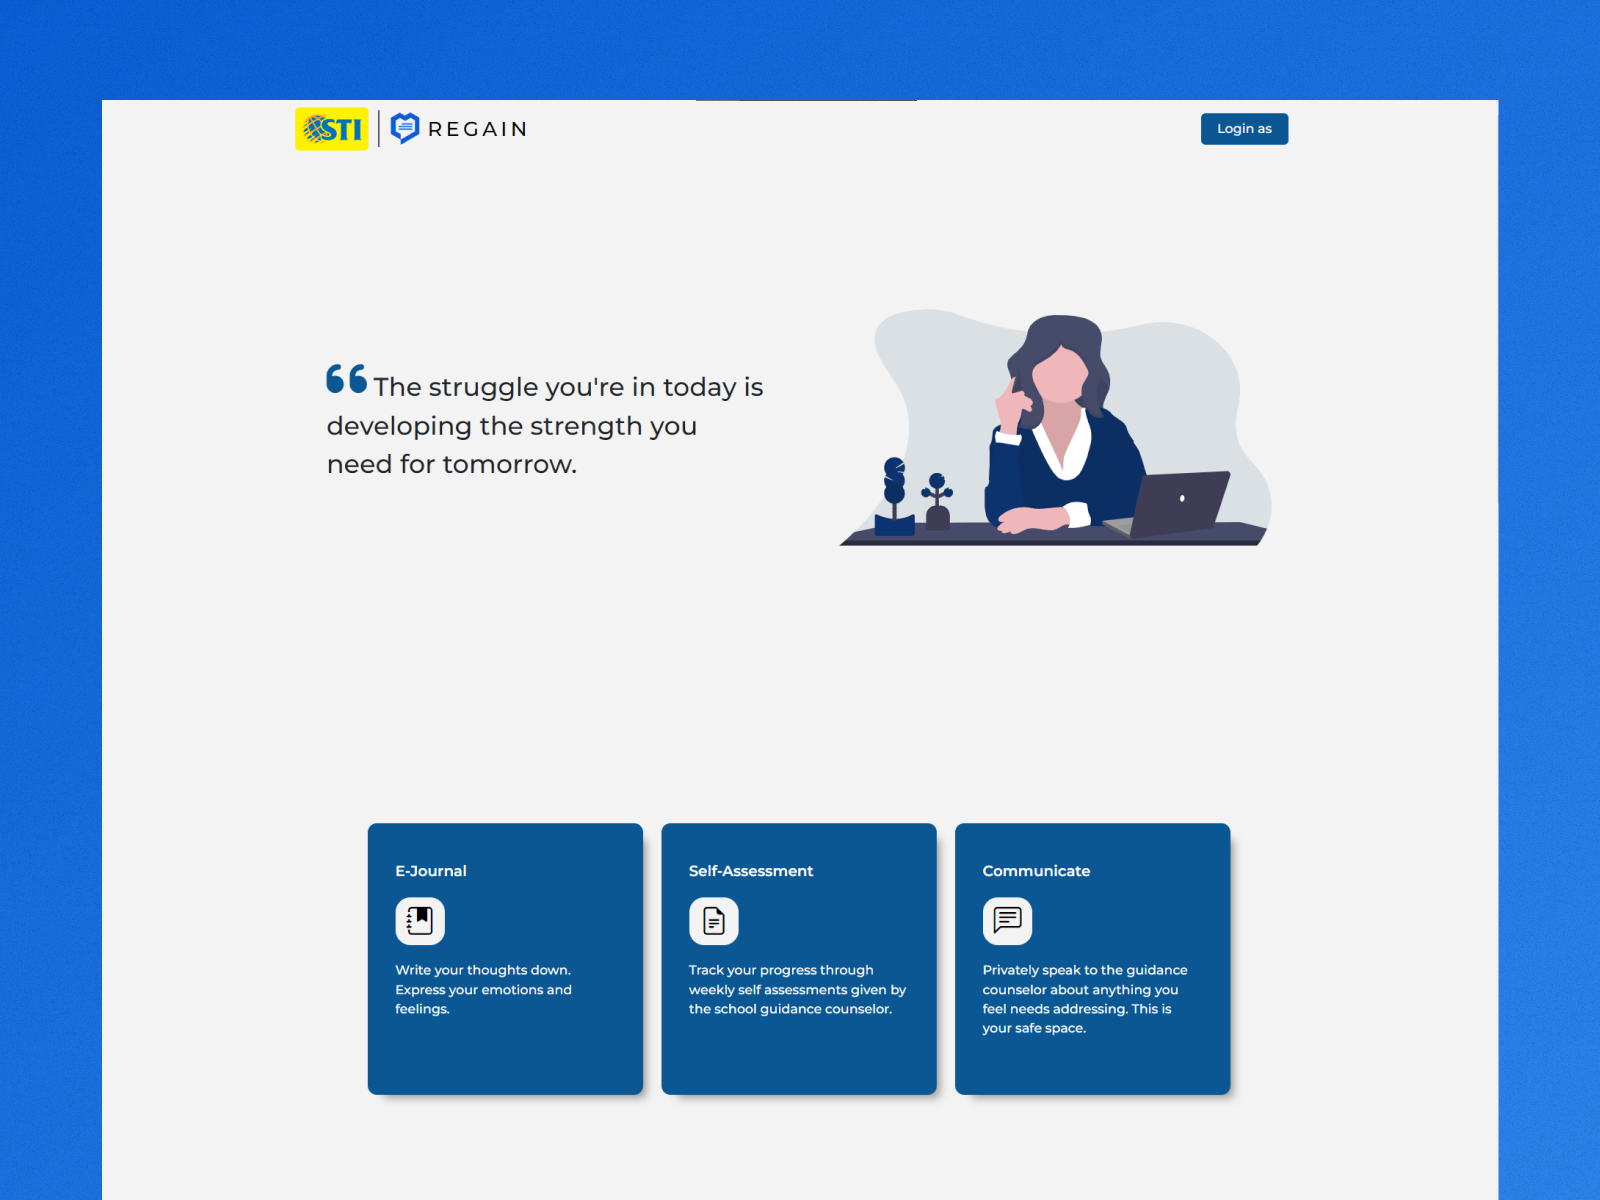 STI
REGAIN
Login as
The struggle you're in today is
developing the strength you
need for tomorrow.
E-Journal
Write your thoughts down.
Express your emotions and
feelings.
Self-Assessment
Track your progress through
weekly self assessments given by
the school guidance counselor.
Communicate
Privately speak to the guidance
counselor about anything you
feel needs addressing. This is
your safe space.